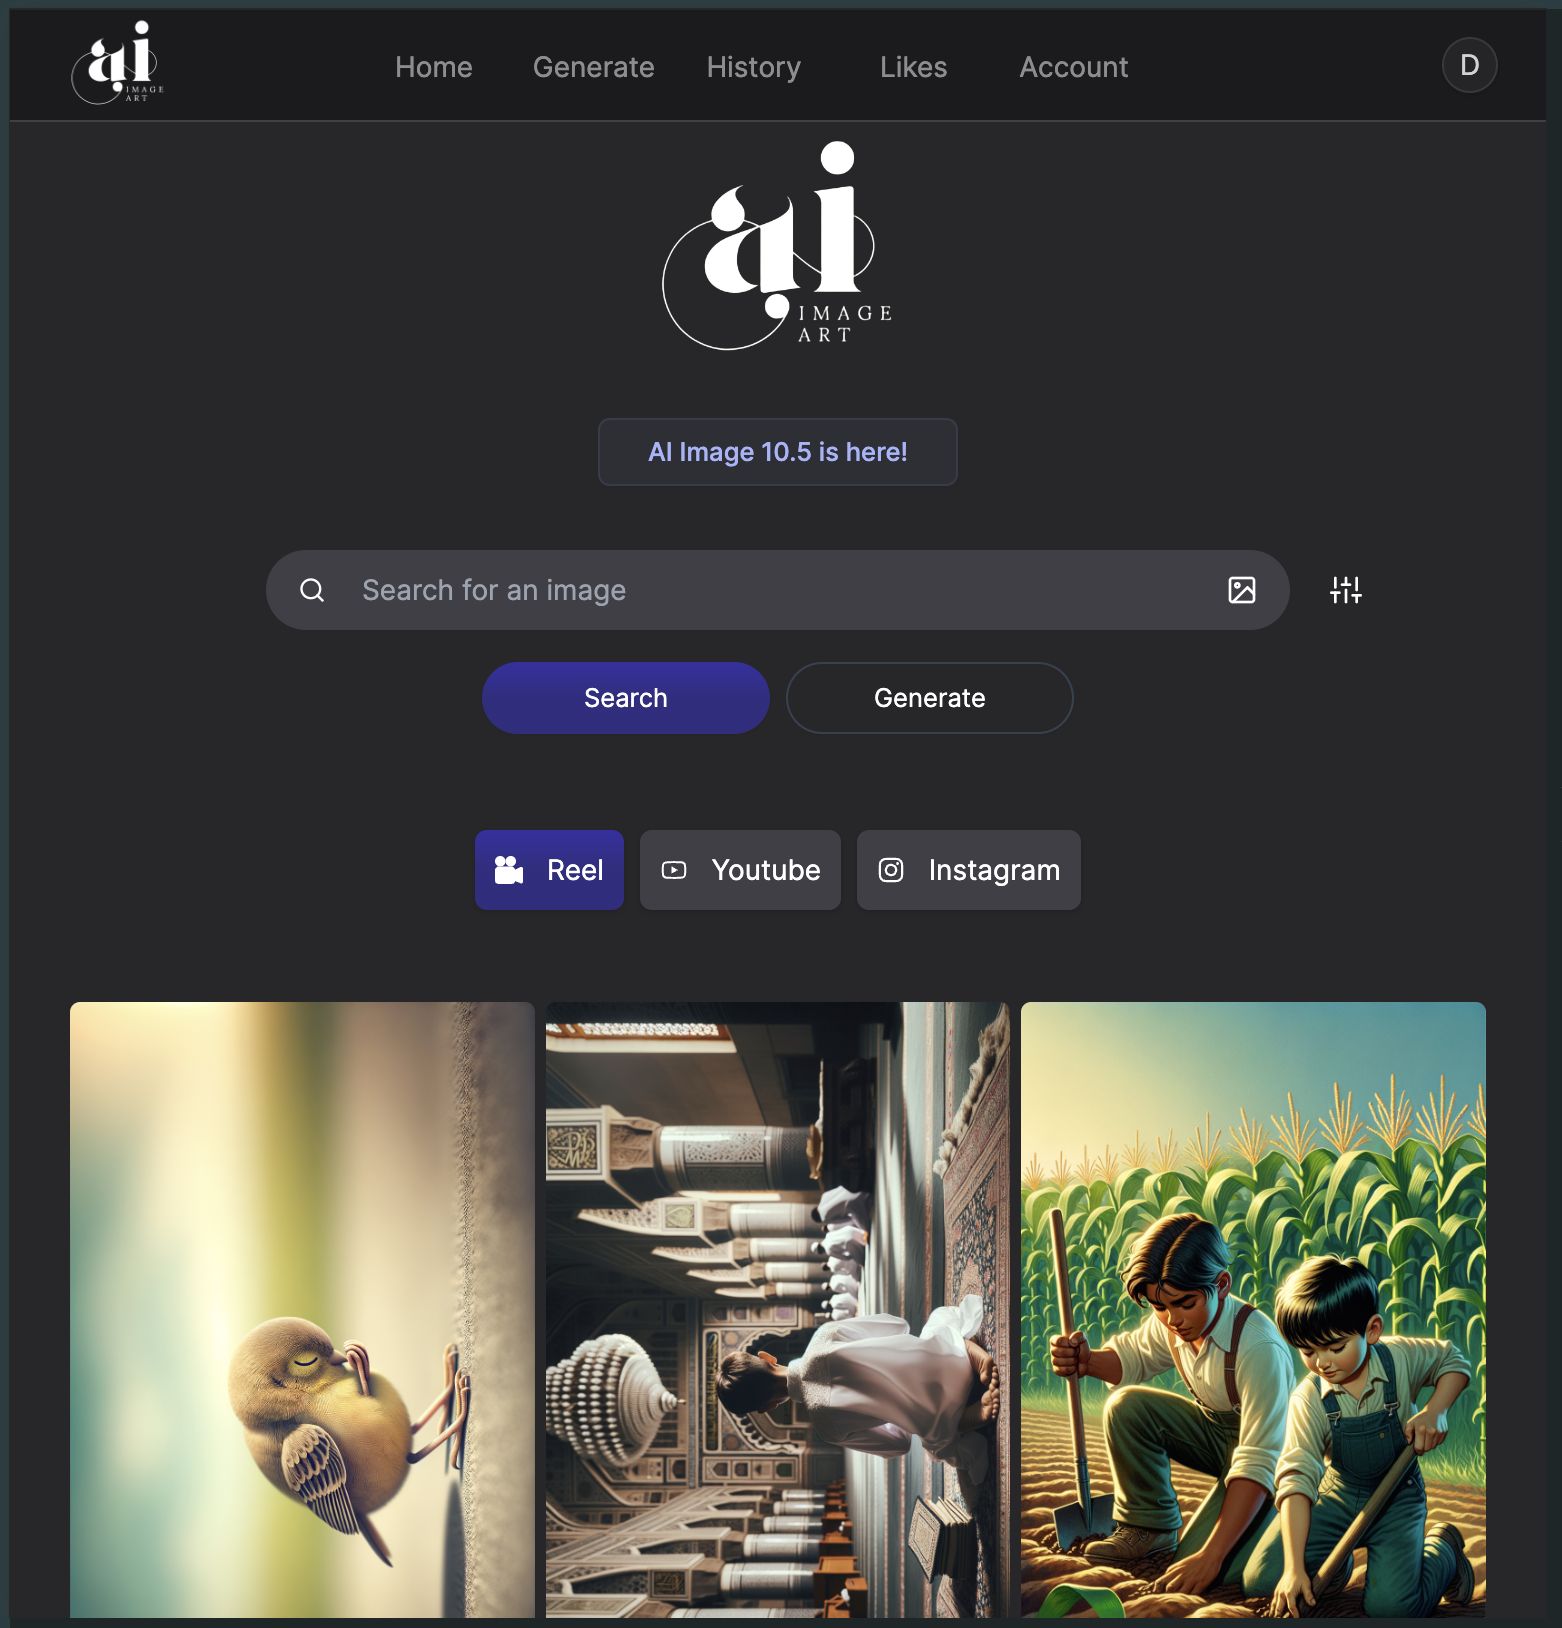 ai
IMAGE
ART
Home
Generate
History
Likes
Account
D
ai
IMAGE
ART
AI Image 10.5 is here!
Search for an image
Search
Generate
Reel
Youtube
Instagram